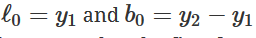 ℓ₀ = y₁ and b₀ = y₂ − y₁